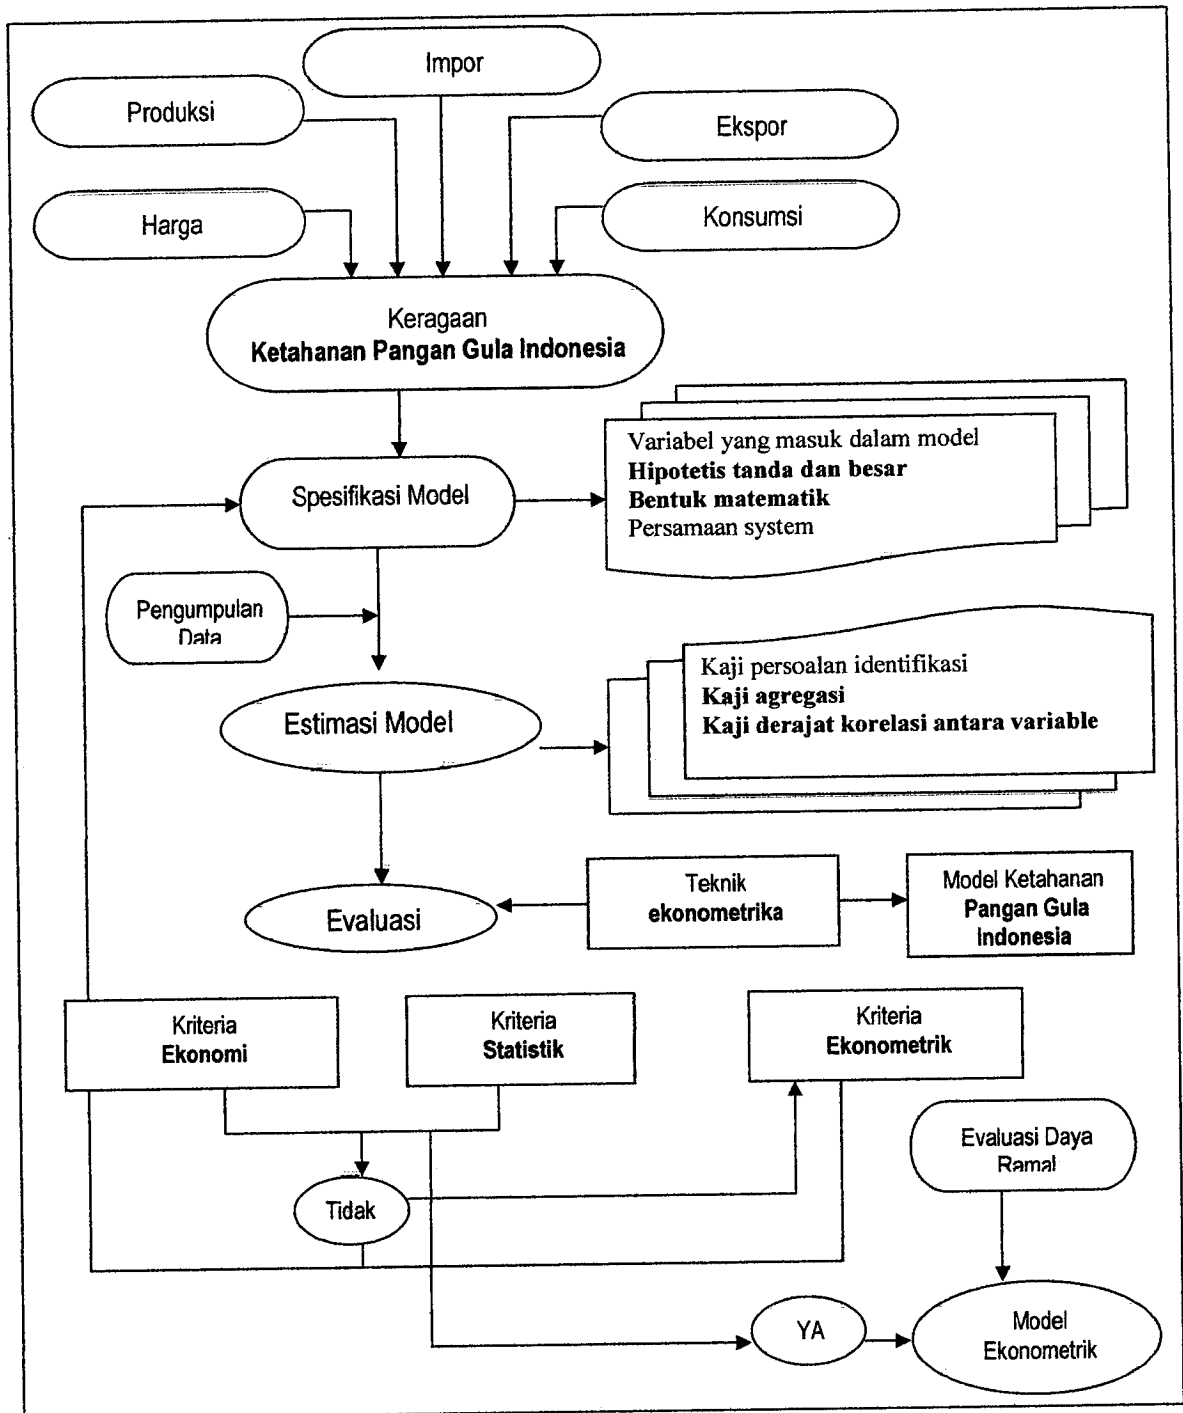 Impor
Produksi
Ekspor
Harga
Konsumsi
Keragaan
Ketahanan Pangan Gula Indonesia
Variabel yang masuk dalam model
Hipotetis tanda dan besar
Bentuk matematik
Persamaan system
Spesifikasi Model
Pengumpulan
Data
Kaji persoalan identifikasi
Kaji agregasi
Kaji derajat korelasi antara variable
Estimasi Model
Teknik
ekonometrika
Model Ketahanan
Pangan Gula
Indonesia
Evaluasi
Kriteria
Ekonomi
Kriteria
Statistik
Kriteria
Ekonometrik
Evaluasi Daya
Ramal
Tidak
YA
Model
Ekonometrik